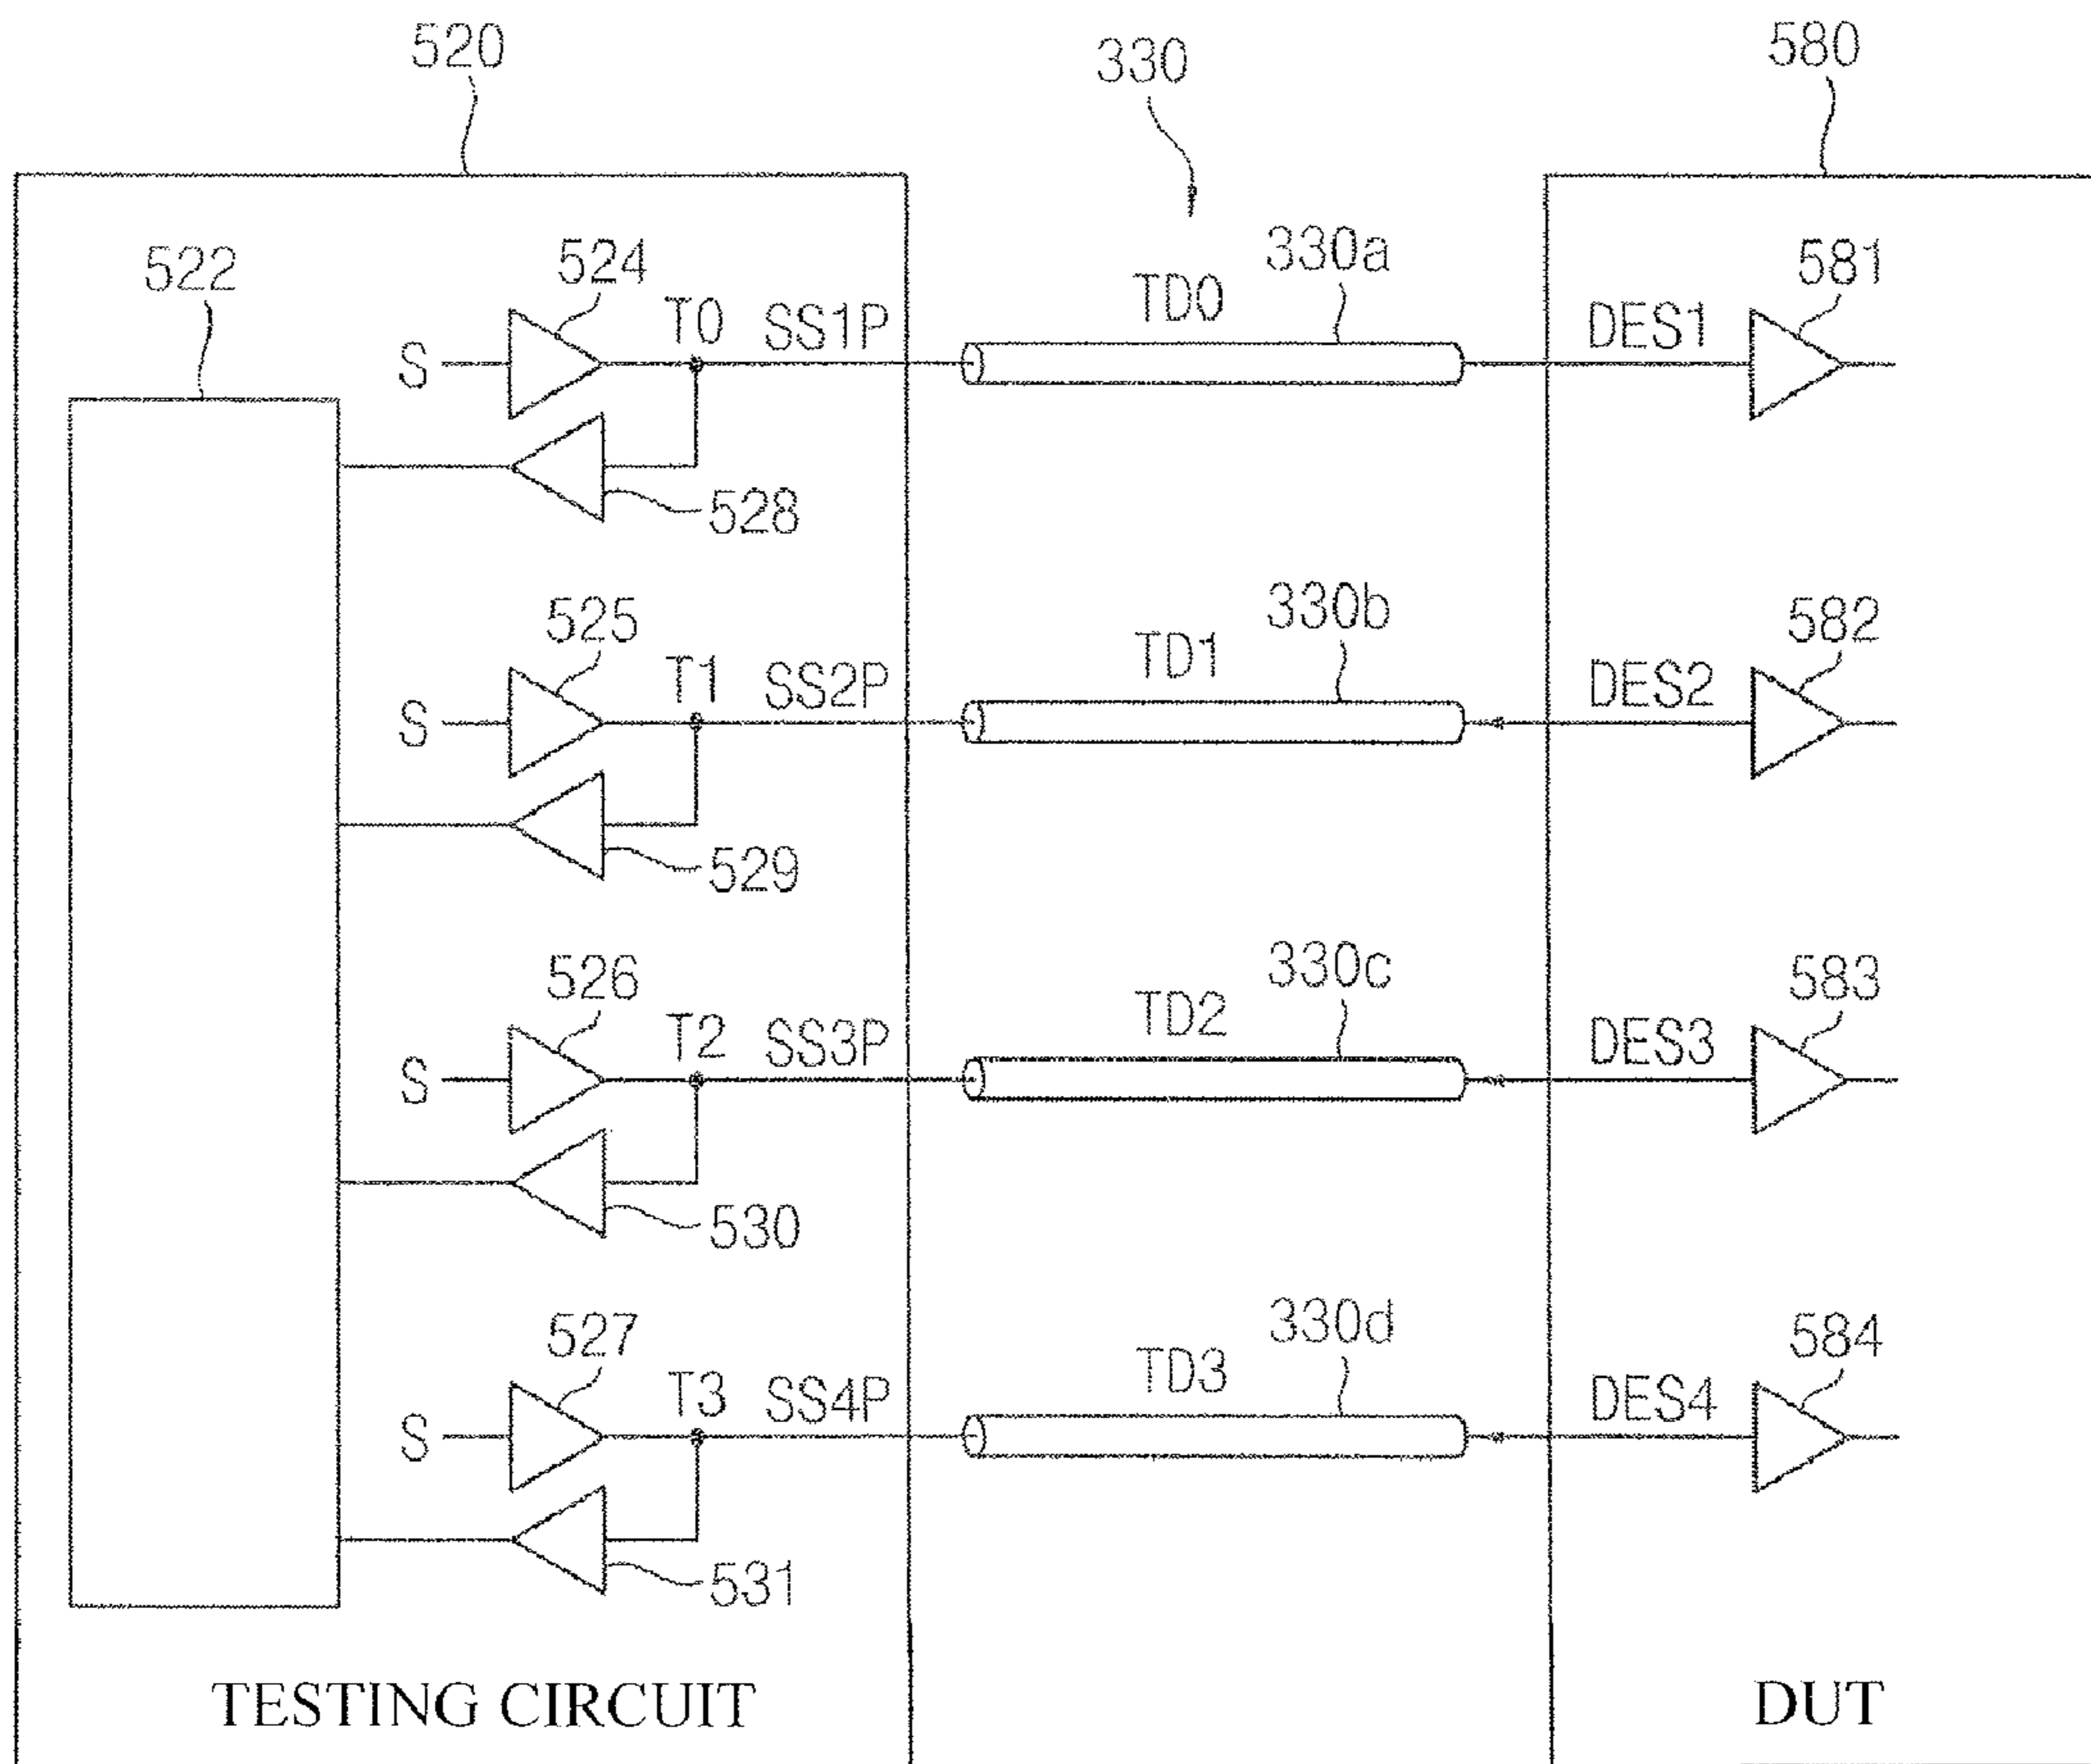 520
330
580
522
524
T0
SS1P
TD0
330a
DES1
581
S
528
525
T1
SS2P
TD1
330b
DES2
582
S
529
526
T2
SS3P
TD2
330c
DES3
583
S
530
527
T3
SS4P
TD3
330d
DES4
584
S
531
TESTING CIRCUIT
DUT